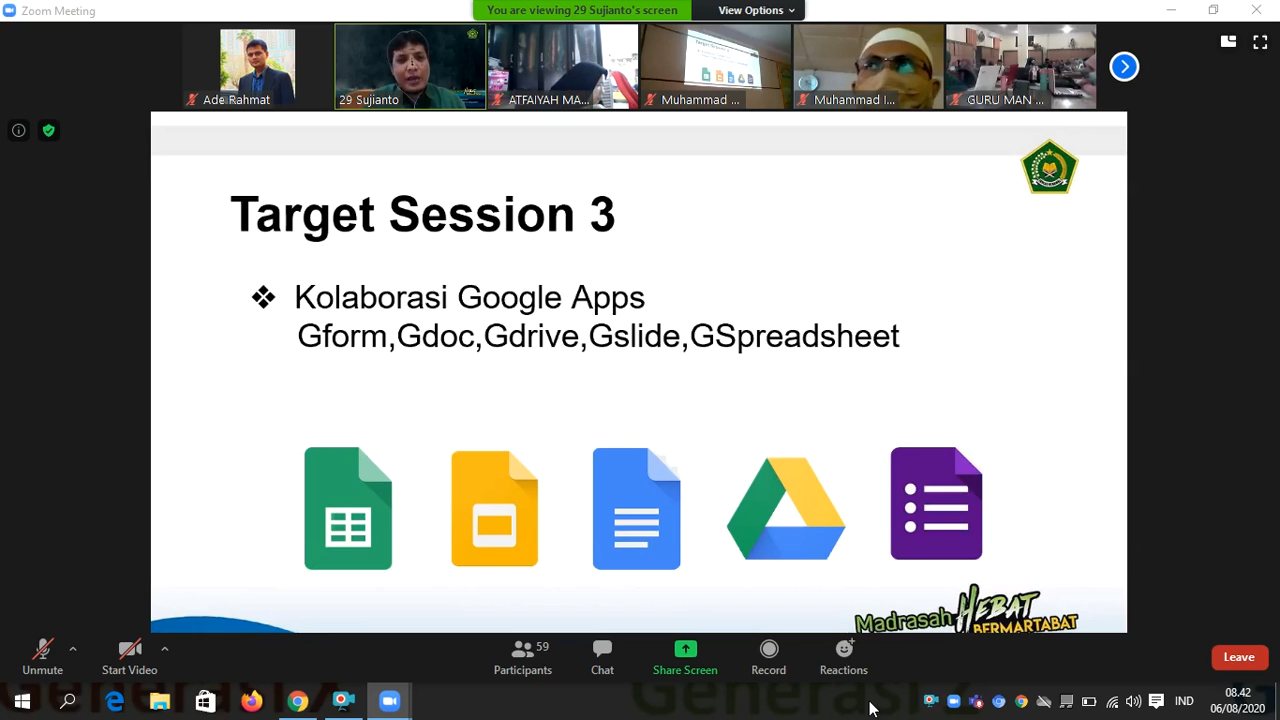 Zoom Meeting
You are viewing 29 Sujianto's screen
View Options
Ade Rahmat
29 Sujianto
ATFAIYAH MA...
Muhammad ...
Muhammad I...
GURU MAN ...
Target Session 3
Kolaborasi Google Apps
Gform,Gdoc,Gdrive,Gslide,GSpreadsheet
Madrasah HEBAT
BERMARTABAT
Unmute
Start Video
59
Participants
Chat
Share Screen
Record
Reactions
Leave
IND
08.42
06/08/2020